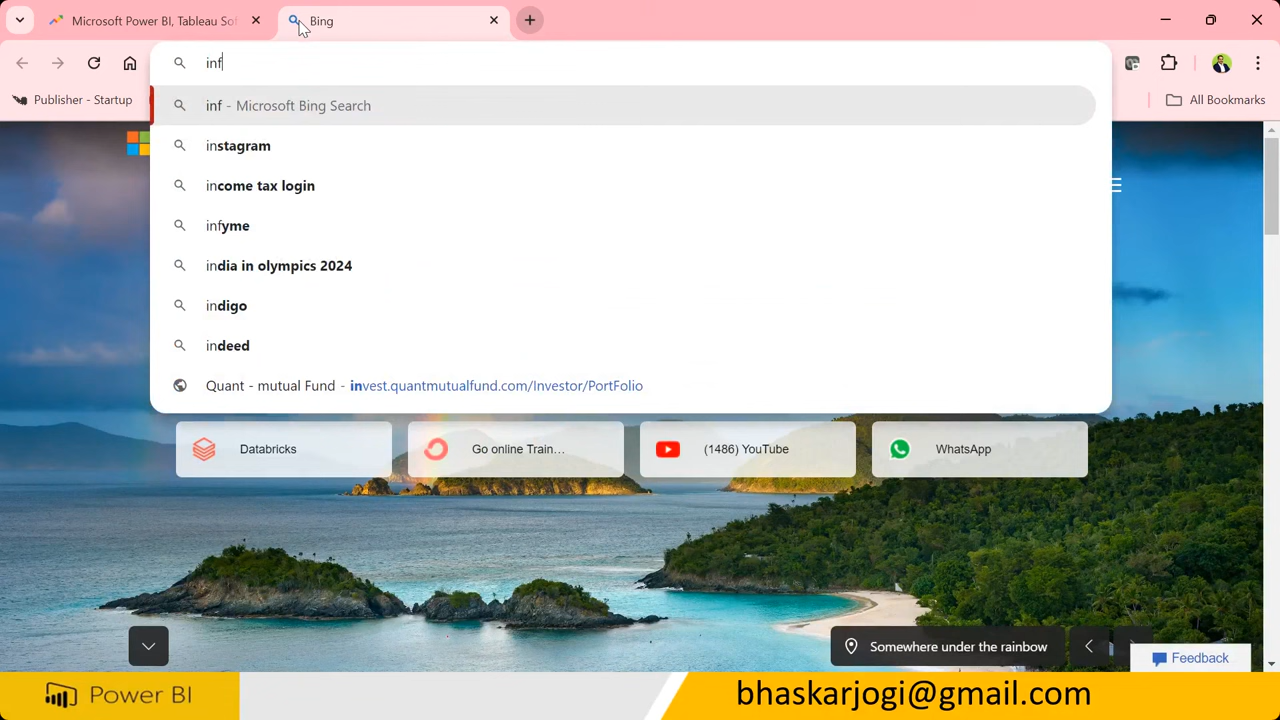 Microsoft Power BI, Tableau Sof
Bing
inf
Publisher - Startup
All Bookmarks
inf - Microsoft Bing Search
instagram
income tax login
infyme
india in olympics 2024
indigo
indeed
Quant - mutual Fund - invest.quantmutualfund.com/Investor/PortFolio
Databricks
Go online Train...
(1486) YouTube
WhatsApp
Somewhere under the rainbow
Feedback
Power BI
bhaskarjogi@gmail.com